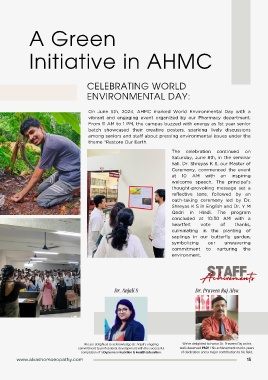 A Green
Initiative in AHMC
CELEBRATING WORLD
ENVIRONMENTAL DAY:
On June 5th, 2024, AHMC marked World Environmental Day with a
vibrant and engaging event organized by our Pharmacy department.
From 11 AM to 1 PM, the campus buzzed with energy as 1st year senior
batch showcased their creative posters, sparking lively discussions
among seniors and staff about pressing environmental issues under the
theme "Restore Our Earth
The celebration continued on
Saturday, June 8th, in the seminar
hall. Dr. Shreyas K S, our Master of
Ceremony, commenced the event
at 10 AM with an inspiring
welcome speech. The principal's
thought-provoking message set a
reflective tone, followed by an
oath-taking ceremony led by Dr.
Shreyas K S in English and Dr. Y M
Qadri in Hindi. The program
concluded at 10:30 AM with a
heartfelt vote of thanks,
culminating in the planting of
saplings in our butterfly garden,
symbolizing our unwavering
commitment to nurturing the
environment.
STAFF
Achievements
Dr. Anjali S
Dr. Praveen Raj Alva
www.akashhomoeopathy.com
15